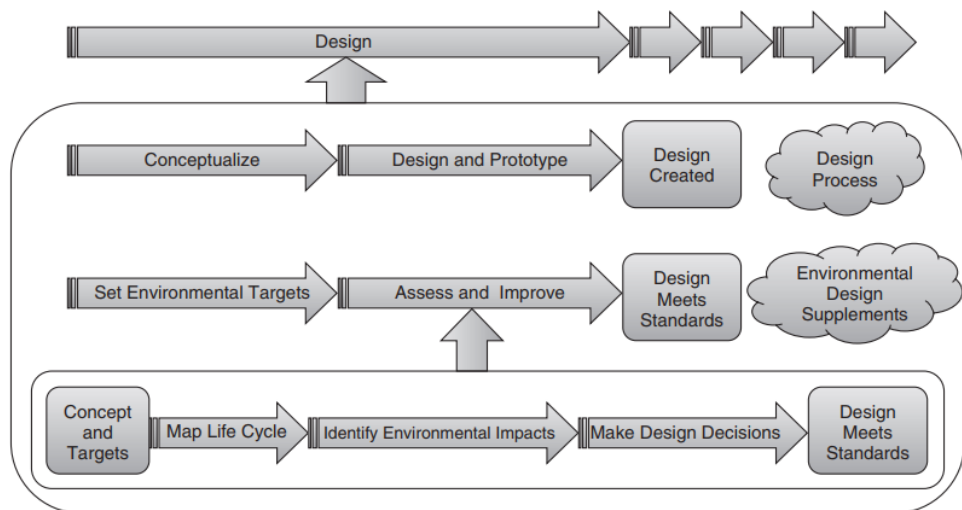 Design
Conceptualize
Design and Prototype
Design
Created
Design
Process
Set Environmental Targets
Assess and Improve
Design
Meets
Standards
Environmental
Design
Supplements
Concept
and
Targets
Map Life Cycle
Identify Environmental Impacts
Make Design Decisions
Design
Meets
Standards